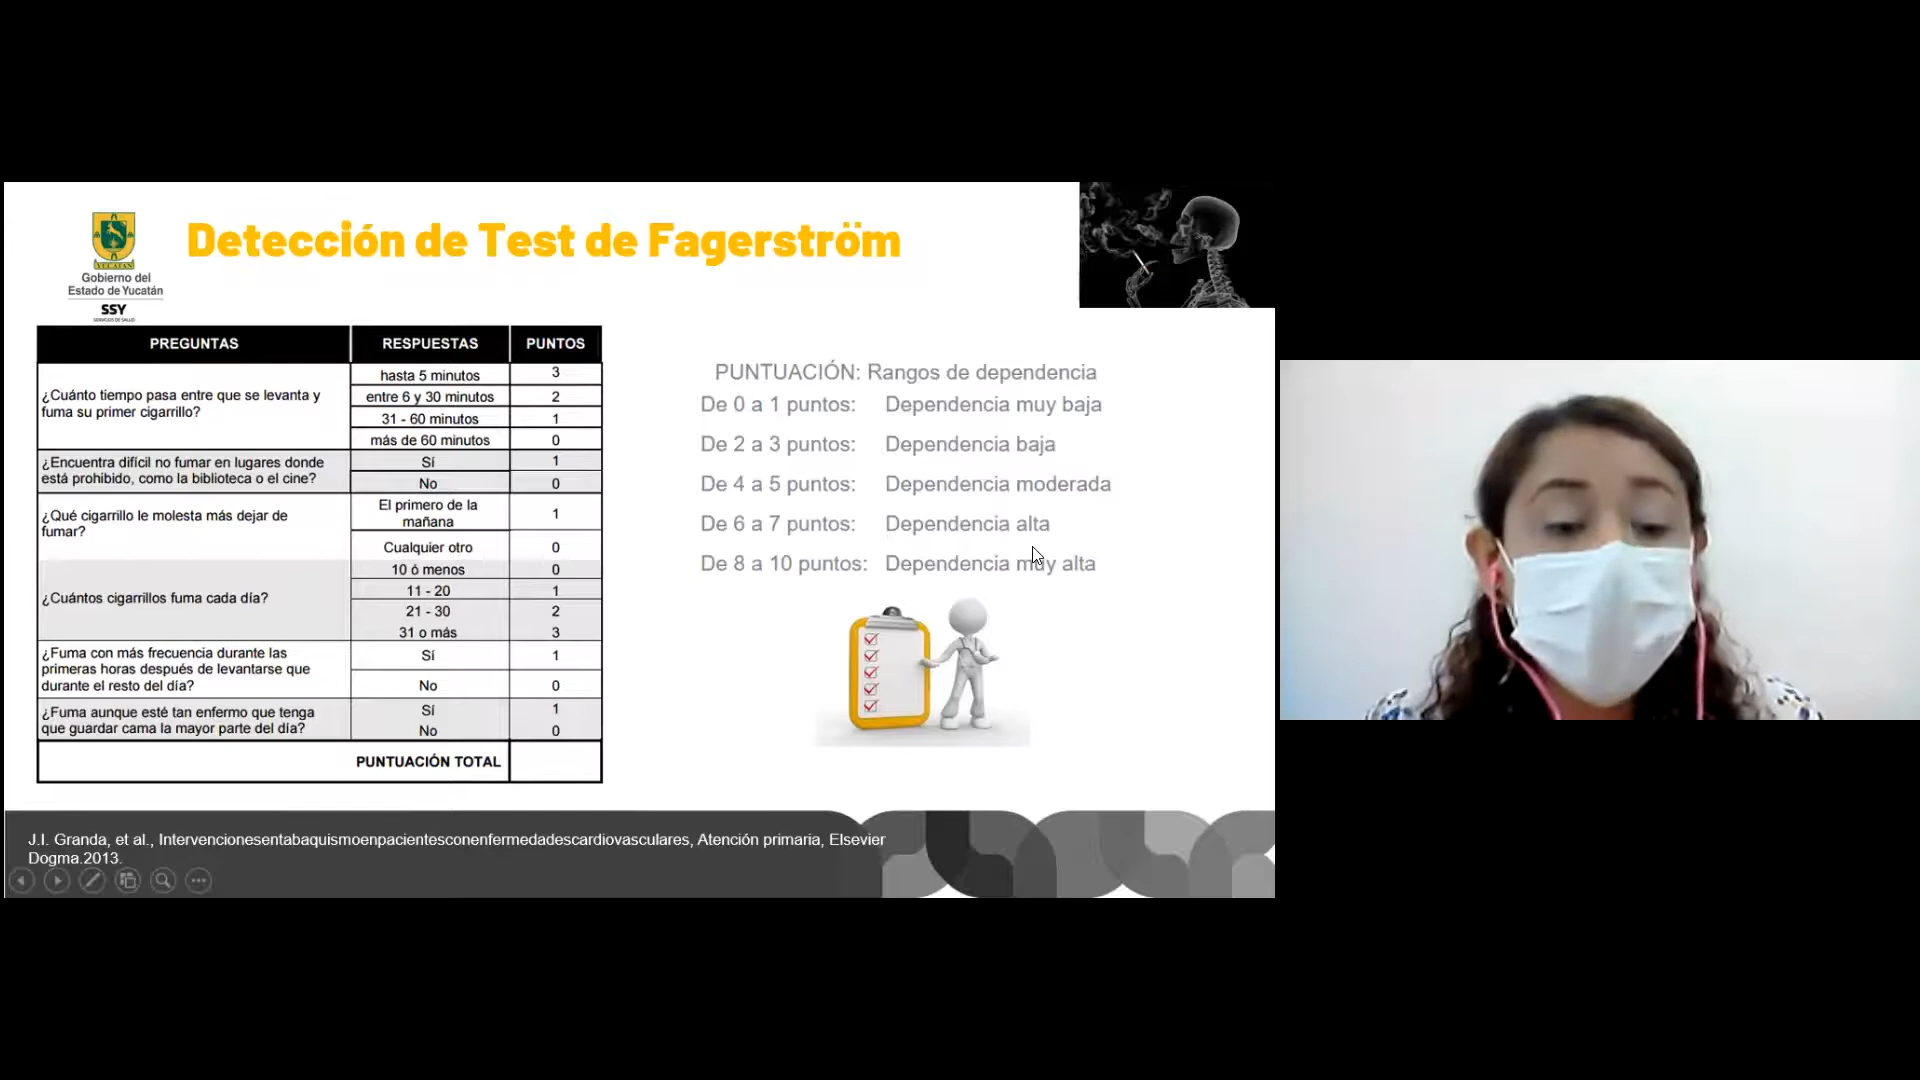 Detección de Test de Fagerström
YUCATÁN
Gobierno del
Estado de Yucatán
SSY
SERVICIOS DE SALUD
PREGUNTAS RESPUESTAS PUNTOS
¿Cuánto tiempo pasa entre que se levanta y
fuma su primer cigarrillo?
hasta 5 minutos 3
entre 6 y 30 minutos 2
31 - 60 minutos 1
más de 60 minutos 0
¿Encuentra difícil no fumar en lugares donde
está prohibido, como la biblioteca o el cine?
Sí 1
No 0
¿Qué cigarrillo le molesta más dejar de
fumar?
El primero de la
mañana 1
Cualquier otro 0
¿Cuántos cigarrillos fuma cada día?
10 ó menos 0
11 - 20 1
21 - 30 2
31 o más 3
¿Fuma con más frecuencia durante las
primeras horas después de levantarse que
durante el resto del día?
Sí 1
No 0
¿Fuma aunque esté tan enfermo que tenga
que guardar cama la mayor parte del día?
Sí 1
No 0
PUNTUACIÓN TOTAL
PUNTUACIÓN: Rangos de dependencia
De 0 a 1 puntos: Dependencia muy baja
De 2 a 3 puntos: Dependencia baja
De 4 a 5 puntos: Dependencia moderada
De 6 a 7 puntos: Dependencia alta
De 8 a 10 puntos: Dependencia muy alta
J.I. Granda, et al., Intervencionesentabaquismoenpacientesconenfermedadescardiovasculares, Atención primaria, Elsevier
Dogma.2013.